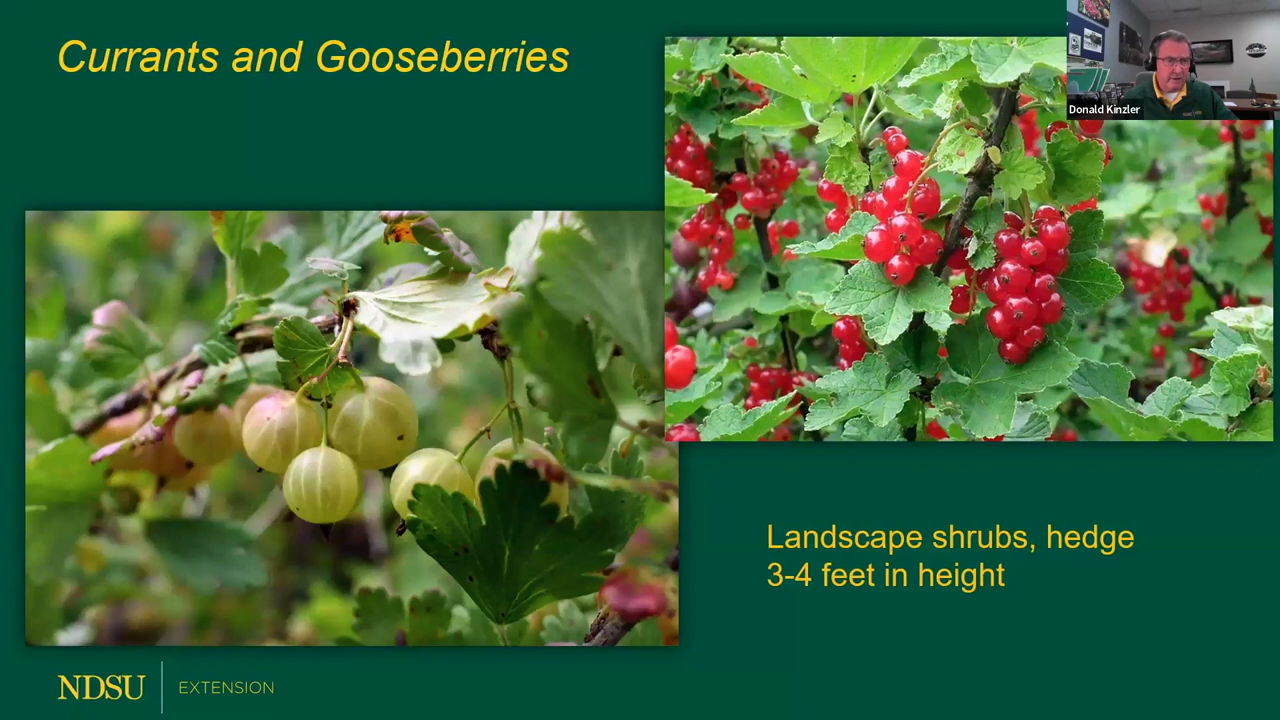 Currants and Gooseberries
Donald Kinzler
Landscape shrubs, hedge
3-4 feet in height
NDSU
EXTENSION